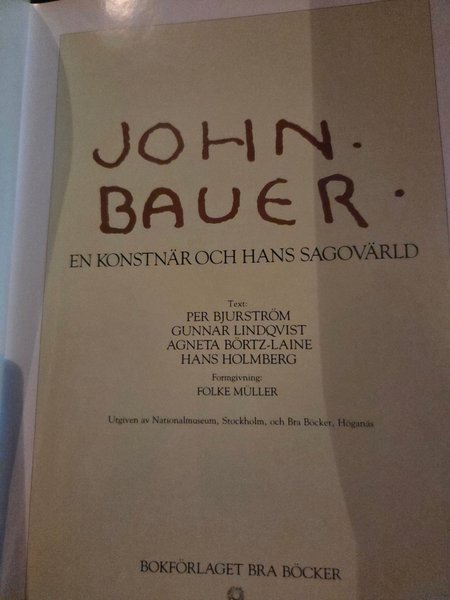 JOHN.
BAUER.
EN KONSTNÄR OCH HANS SAGOVÄRLD
Text:
PER BJURSTRÖM
GUNNAR LINDQVIST
AGNETA BÖRTZ-LAINE
HANS HOLMBERG
Formgivning:
FOLKE MÜLLER
Utgiven av Nationalmuseum, Stockholm, och Bra Böcker, Höganäs
BOKFÖRLAGET BRA BÖCKER